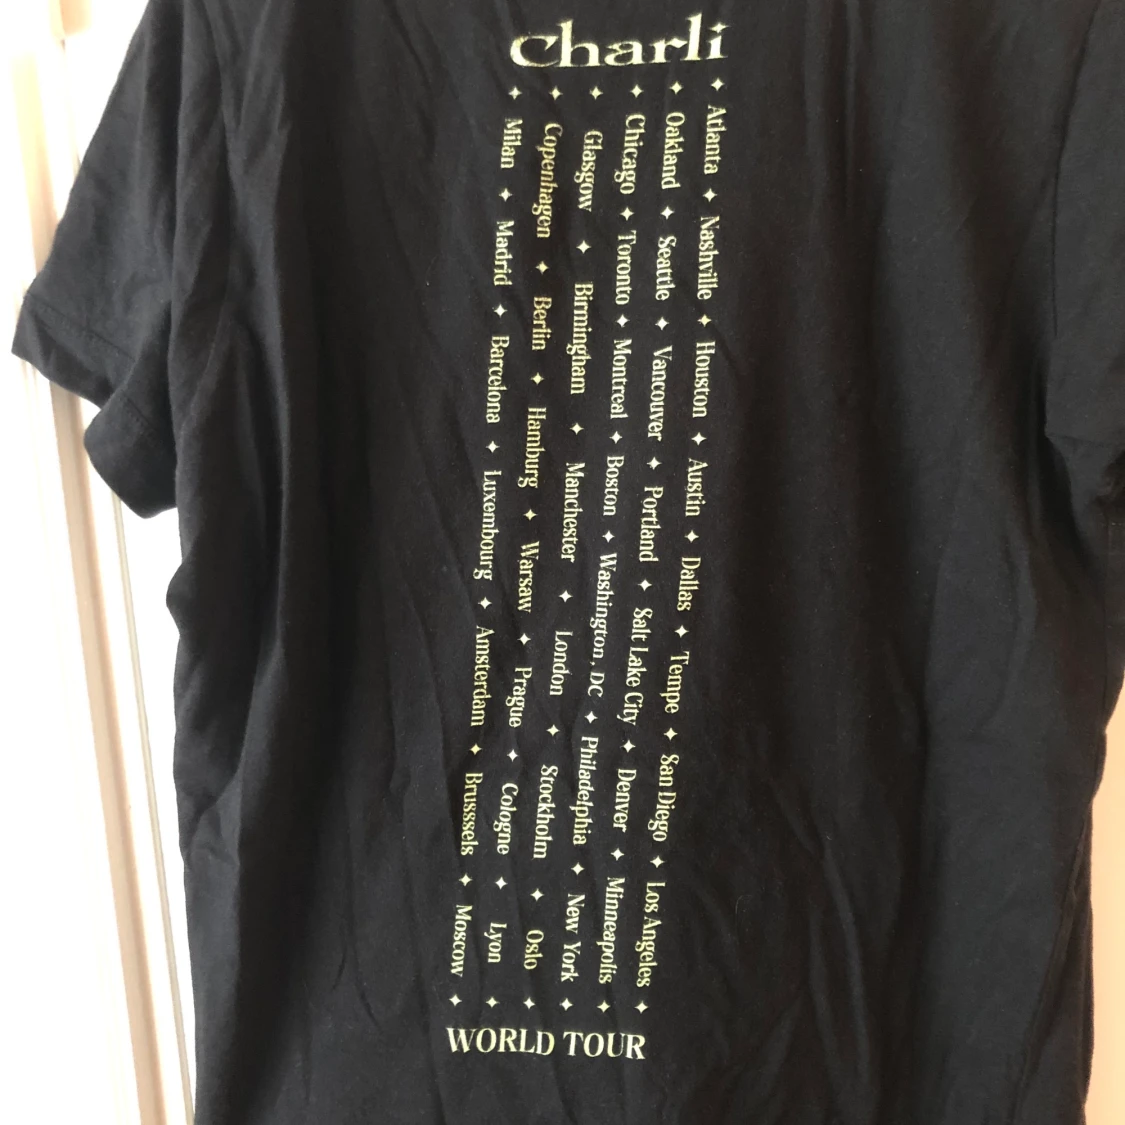 Charli
✦ Atlanta ✦ Nashville ✦ Houston ✦ Austin ✦ Dallas ✦ Tempe ✦ San Diego ✦ Los Angeles ✦
✦ Oakland ✦ Seattle ✦ Vancouver ✦ Portland ✦ Salt Lake City ✦ Denver ✦ Minneapolis ✦
✦ Chicago ✦ Toronto ✦ Montreal ✦ Boston ✦ Washington, DC ✦ Philadelphia ✦ New York ✦
✦ Glasgow ✦ Birmingham ✦ Manchester ✦ London ✦ Stockholm ✦ Oslo ✦
✦ Copenhagen ✦ Berlin ✦ Hamburg ✦ Warsaw ✦ Prague ✦ Cologne ✦ Lyon ✦
✦ Milan ✦ Madrid ✦ Barcelona ✦ Luxembourg ✦ Amsterdam ✦ Brusssels ✦ Moscow ✦
WORLD TOUR